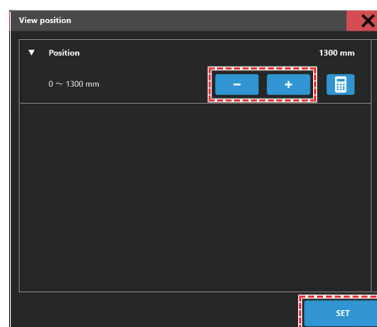 View position
▼ Position 1300 mm
0 ～ 1300 mm − +
SET